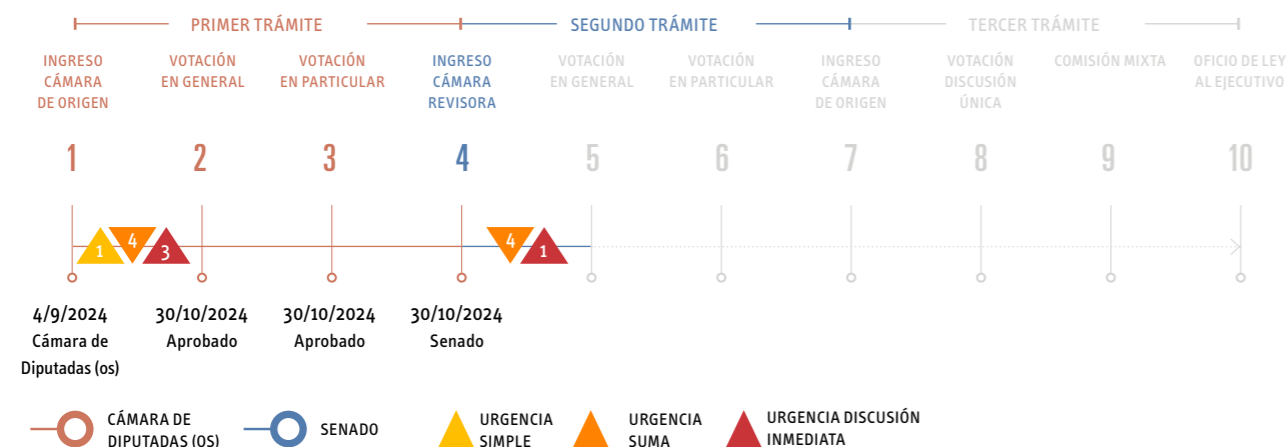 PRIMER TRÁMITE
SEGUNDO TRÁMITE
TERCER TRÁMITE
INGRESO
CÁMARA
DE ORIGEN
VOTACIÓN
EN GENERAL
VOTACIÓN
EN PARTICULAR
INGRESO
CÁMARA
REVISORA
VOTACIÓN
EN GENERAL
VOTACIÓN
EN PARTICULAR
INGRESO
CÁMARA
DE ORIGEN
VOTACIÓN
DISCUSIÓN
ÚNICA
COMISIÓN MIXTA
OFICIO DE LEY
AL EJECUTIVO
1 2 3 4 5 6 7 8 9 10
1 4 3 4 1
4/9/2024
Cámara de
Diputadas (os)
30/10/2024
Aprobado
30/10/2024
Aprobado
30/10/2024
Senado
CÁMARA DE
DIPUTADAS (OS)
SENADO
URGENCIA
SIMPLE
URGENCIA
SUMA
URGENCIA DISCUSIÓN
INMEDIATA